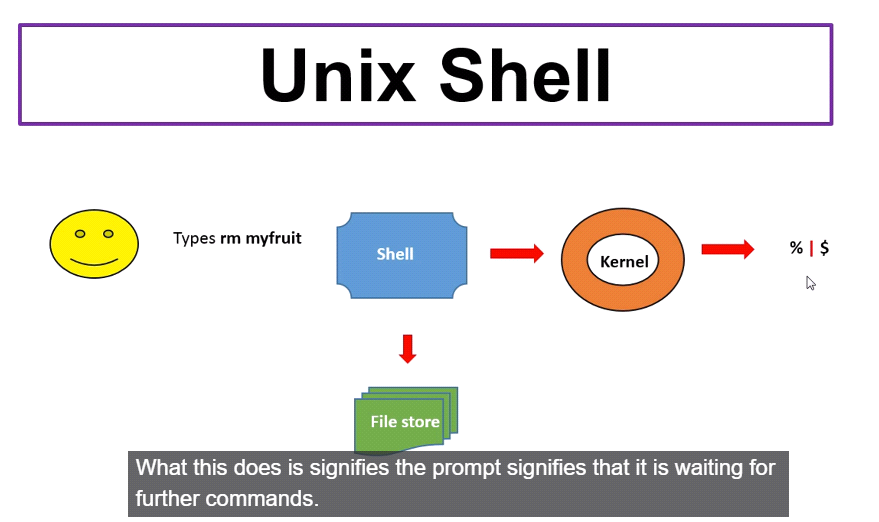 Unix Shell
Types rm myfruit
Shell
Kernel
% | $
File store
What this does is signifies the prompt signifies that it is waiting for
further commands.